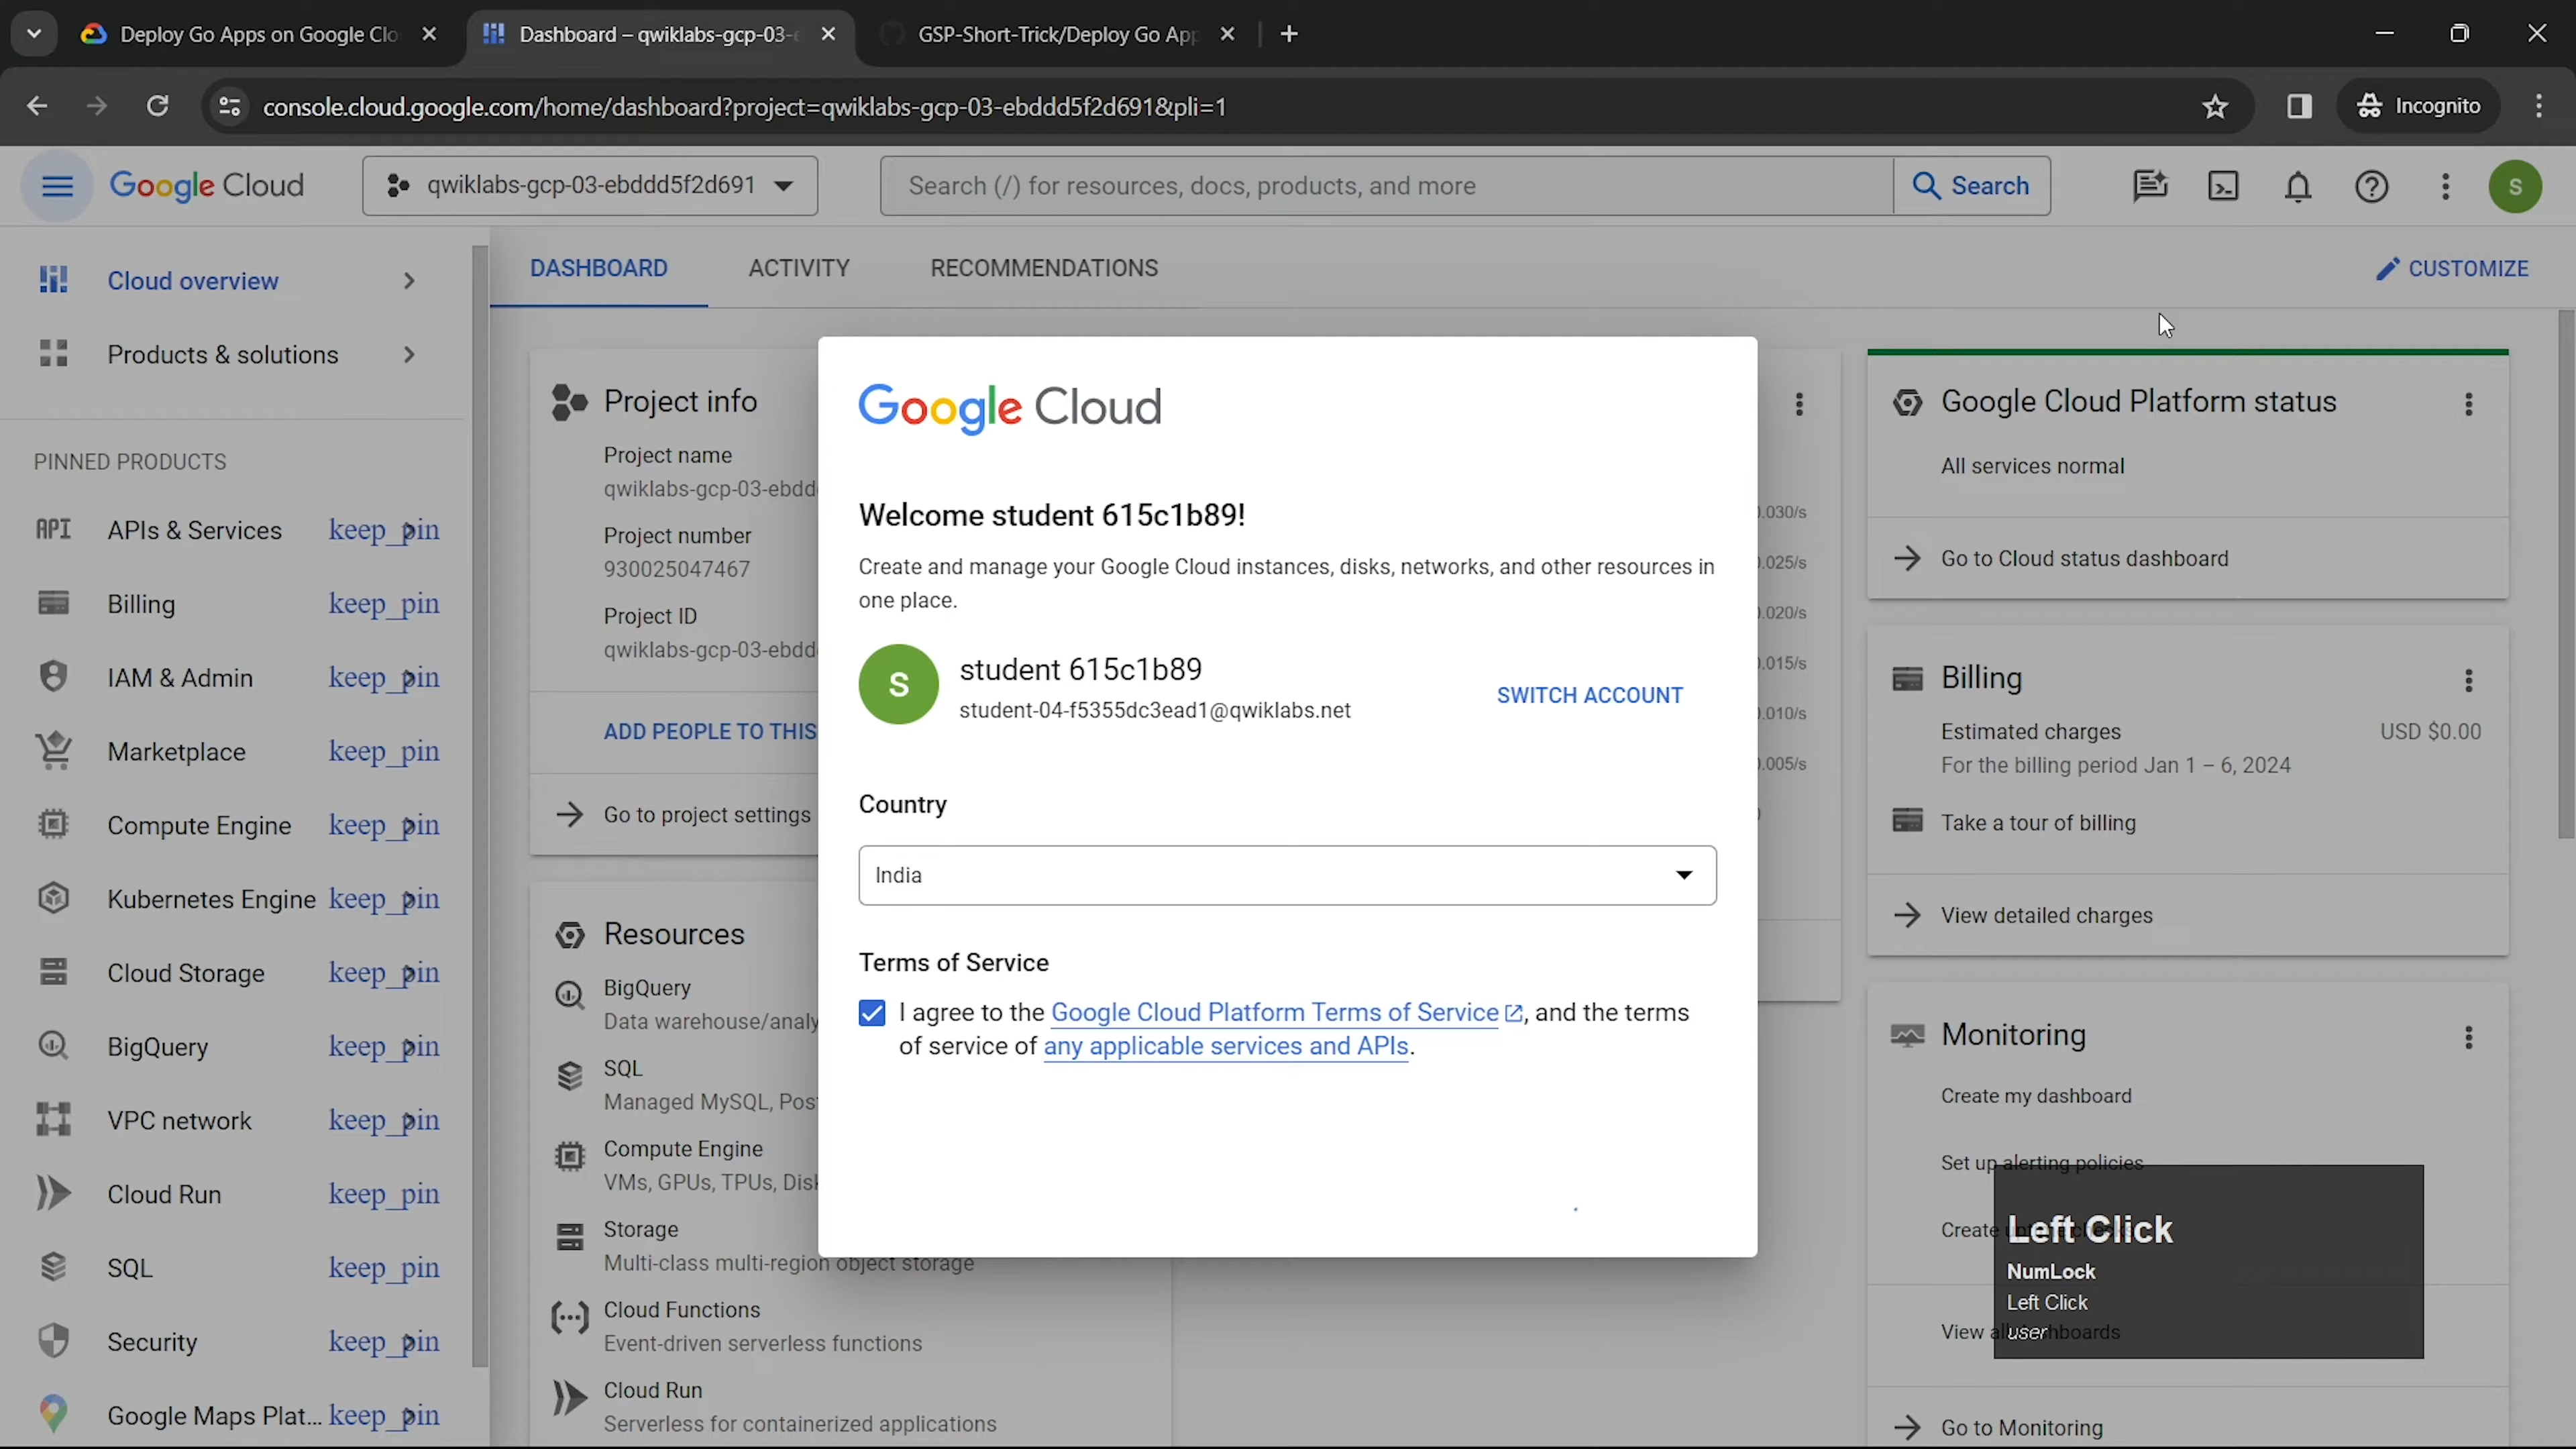 Deploy Go Apps on Google Clo
Dashboard – qwiklabs-gcp-03-
GSP-Short-Trick/Deploy Go App
console.cloud.google.com/home/dashboard?project=qwiklabs-gcp-03-ebddd5f2d691&pli=1
Incognito
Google Cloud
qwiklabs-gcp-03-ebddd5f2d691
Search (/) for resources, docs, products, and more
Search
S
Cloud overview
Products & solutions
PINNED PRODUCTS
API APIs & Services keep_pin
Billing keep_pin
IAM & Admin keep_pin
Marketplace keep_pin
Compute Engine keep_pin
Kubernetes Engine keep_pin
Cloud Storage keep_pin
BigQuery keep_pin
VPC network keep_pin
Cloud Run keep_pin
SQL keep_pin
Security keep_pin
Google Maps Plat... keep_pin
DASHBOARD
ACTIVITY
RECOMMENDATIONS
CUSTOMIZE
Project info
Project name
qwiklabs-gcp-03-ebddd
Project number
930025047467
Project ID
qwiklabs-gcp-03-ebddd
ADD PEOPLE TO THIS
Go to project settings
Resources
BigQuery
Data warehouse/analy
SQL
Managed MySQL, Pos
Compute Engine
VMs, GPUs, TPUs, Disk
Storage
Multi-class multi-region object storage
Cloud Functions
Event-driven serverless functions
Cloud Run
Serverless for containerized applications
Google Cloud
Welcome student 615c1b89!
Create and manage your Google Cloud instances, disks, networks, and other resources in
one place.
S
student 615c1b89
student-04-f5355dc3ead1@qwiklabs.net
SWITCH ACCOUNT
Country
India
Terms of Service
I agree to the Google Cloud Platform Terms of Service, and the terms
of service of any applicable services and APIs.
.030/s
.025/s
.020/s
.015/s
.010/s
.005/s
Google Cloud Platform status
All services normal
Go to Cloud status dashboard
Billing
Estimated charges USD $0.00
For the billing period Jan 1 – 6, 2024
Take a tour of billing
View detailed charges
Monitoring
Create my dashboard
Set up alerting policies
Create
View all dashboards
Go to Monitoring
Left Click
NumLock
Left Click
user